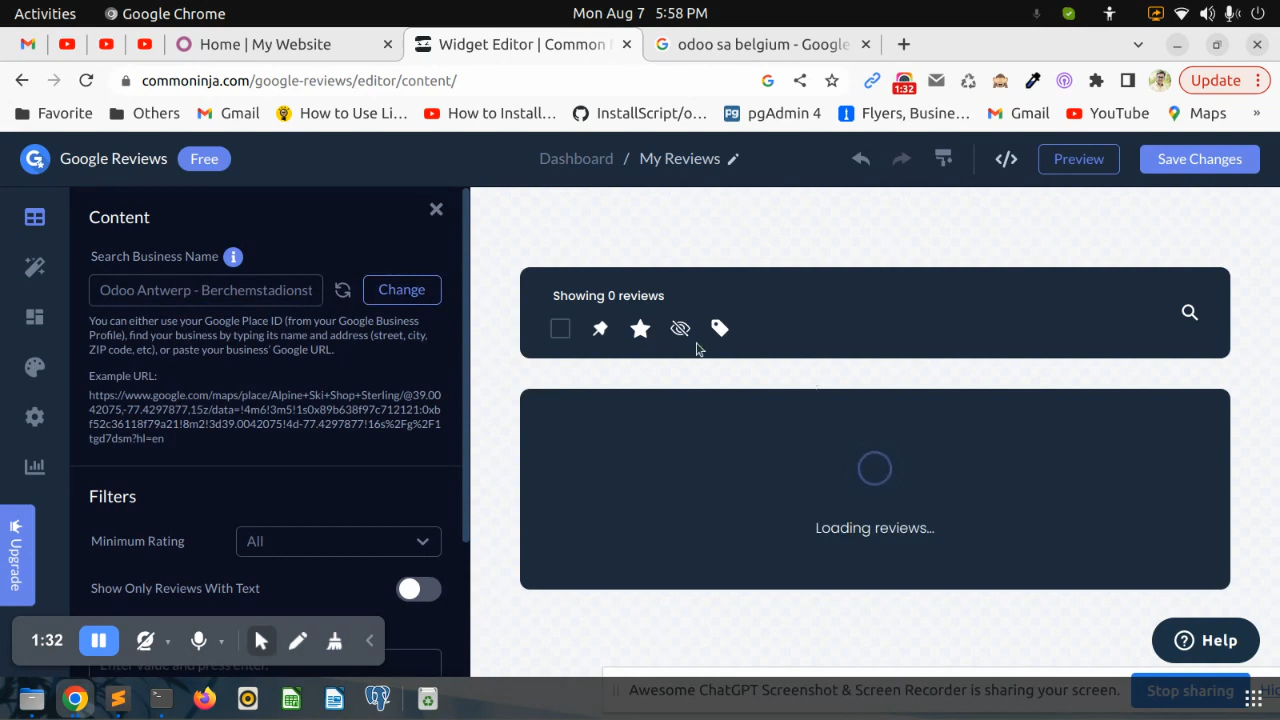 Activities
Google Chrome
Mon Aug 7 5:58 PM
Home | My Website
Widget Editor | Common
odoo sa belgium - Google
commoninja.com/google-reviews/editor/content/
1:32
Update
Favorite
Others
Gmail
How to Use Li...
How to Install...
InstallScript/o...
pgAdmin 4
Flyers, Busine...
Gmail
YouTube
Maps
Google Reviews
Free
Dashboard / My Reviews
Preview
Save Changes
Content
Search Business Name
Odoo Antwerp - Berchemstadionst
Change
You can either use your Google Place ID (from your Google Business
Profile), find your business by typing its name and address (street, city,
ZIP code, etc), or paste your business' Google URL.
Example URL:
https://www.google.com/maps/place/Alpine+Ski+Shop+Sterling/@39.00
42075,-77.4297877,15z/data=!4m6!3m5!1s0x89b638f97c712121:0xb
f52c36118f79a21!8m2!3d39.0042075!4d-77.4297877!16s%2Fg%2F1
tgd7dsm?hl=en
Filters
Minimum Rating
All
Show Only Reviews With Text
Enter value and press enter.
Upgrade
Showing 0 reviews
Loading reviews...
Help
1:32
Awesome ChatGPT Screenshot & Screen Recorder is sharing your screen.
Stop sharing